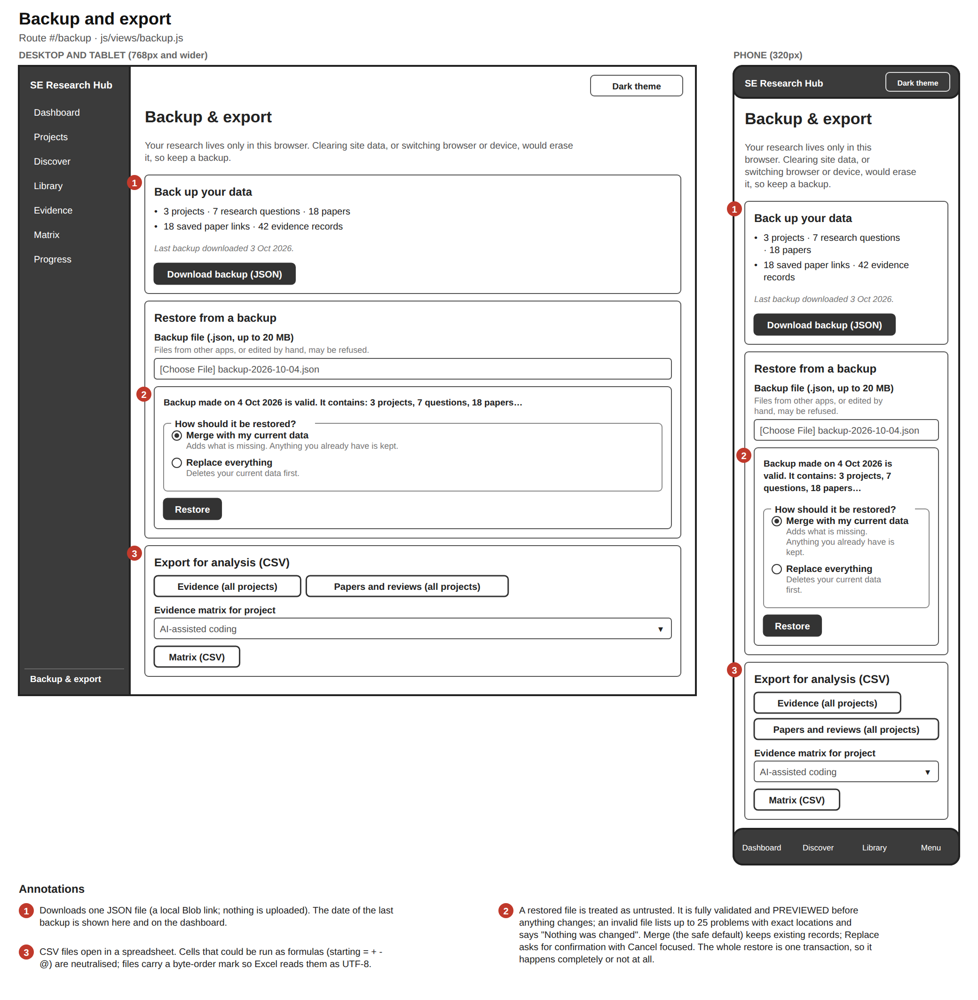 Backup and export
Route #/backup · js/views/backup.js
DESKTOP AND TABLET (768px and wider)
SE Research Hub
Dashboard
Projects
Discover
Library
Evidence
Matrix
Progress
Backup & export
Dark theme
Backup & export
Your research lives only in this browser. Clearing site data, or switching browser or device, would erase
it, so keep a backup.
1
Back up your data
• 3 projects · 7 research questions · 18 papers
• 18 saved paper links · 42 evidence records
Last backup downloaded 3 Oct 2026.
Download backup (JSON)
Restore from a backup
Backup file (.json, up to 20 MB)
Files from other apps, or edited by hand, may be refused.
[Choose File] backup-2026-10-04.json
2
Backup made on 4 Oct 2026 is valid. It contains: 3 projects, 7 questions, 18 papers…
How should it be restored?
Merge with my current data
Adds what is missing. Anything you already have is kept.
Replace everything
Deletes your current data first.
Restore
3
Export for analysis (CSV)
Evidence (all projects)
Papers and reviews (all projects)
Evidence matrix for project
AI-assisted coding ▼
Matrix (CSV)
PHONE (320px)
SE Research Hub
Dark theme
Backup & export
Your research lives only in this
browser. Clearing site data, or
switching browser or device, would erase
it, so keep a backup.
1
Back up your data
• 3 projects · 7 research questions
· 18 papers
• 18 saved paper links · 42 evidence
records
Last backup downloaded 3 Oct 2026.
Download backup (JSON)
Restore from a backup
Backup file (.json, up to 20 MB)
Files from other apps, or edited by
hand, may be refused.
[Choose File] backup-2026-10-04.json
2
Backup made on 4 Oct 2026 is
valid. It contains: 3 projects, 7
questions, 18 papers…
How should it be restored?
Merge with my current data
Adds what is missing.
Anything you already have is
kept.
Replace everything
Deletes your current data
first.
Restore
3
Export for analysis (CSV)
Evidence (all projects)
Papers and reviews (all projects)
Evidence matrix for project
AI-assisted coding ▼
Matrix (CSV)
Dashboard
Discover
Library
Menu
Annotations
1
Downloads one JSON file (a local Blob link; nothing is uploaded). The date of the last
backup is shown here and on the dashboard.
2
A restored file is treated as untrusted. It is fully validated and PREVIEWED before
anything changes; an invalid file lists up to 25 problems with exact locations and
says "Nothing was changed". Merge (the safe default) keeps existing records; Replace
asks for confirmation with Cancel focused. The whole restore is one transaction, so it
happens completely or not at all.
3
CSV files open in a spreadsheet. Cells that could be run as formulas (starting = + -
@) are neutralised; files carry a byte-order mark so Excel reads them as UTF-8.